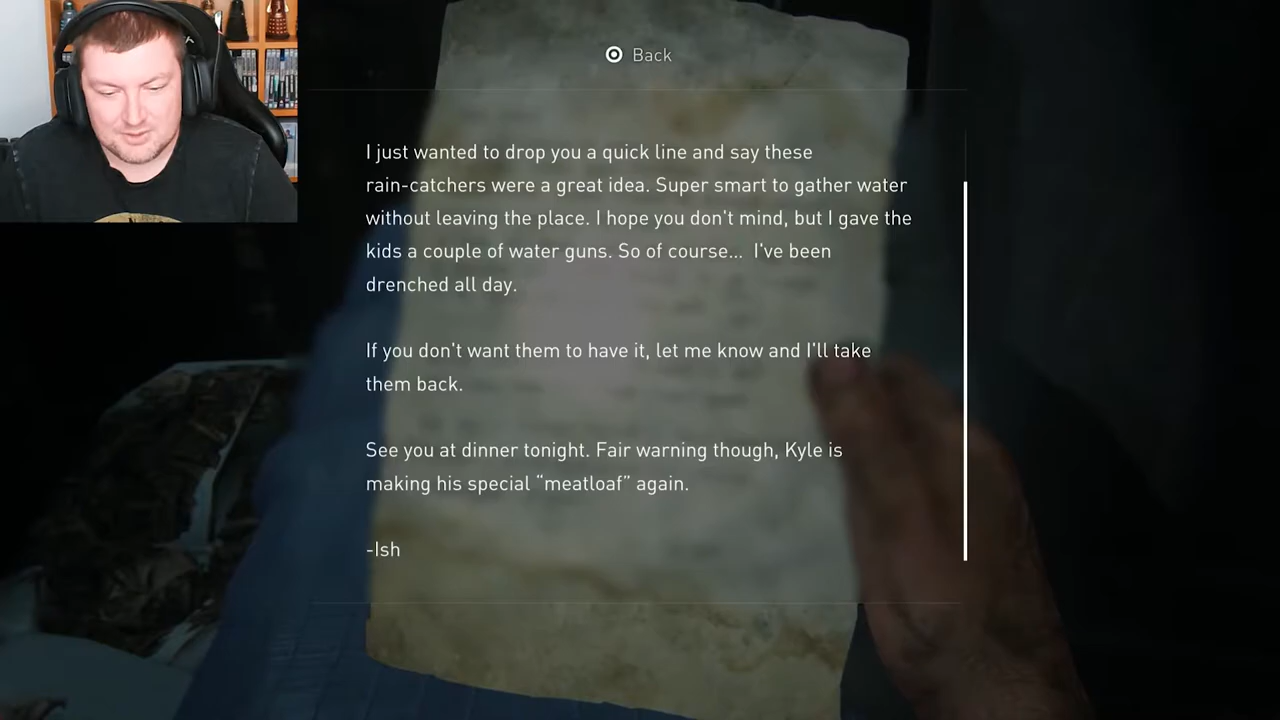 Back
I just wanted to drop you a quick line and say these
rain-catchers were a great idea. Super smart to gather water
without leaving the place. I hope you don't mind, but I gave the
kids a couple of water guns. So of course... I've been
drenched all day.
If you don't want them to have it, let me know and I'll take
them back.
See you at dinner tonight. Fair warning though, Kyle is
making his special “meatloaf” again.
-Ish